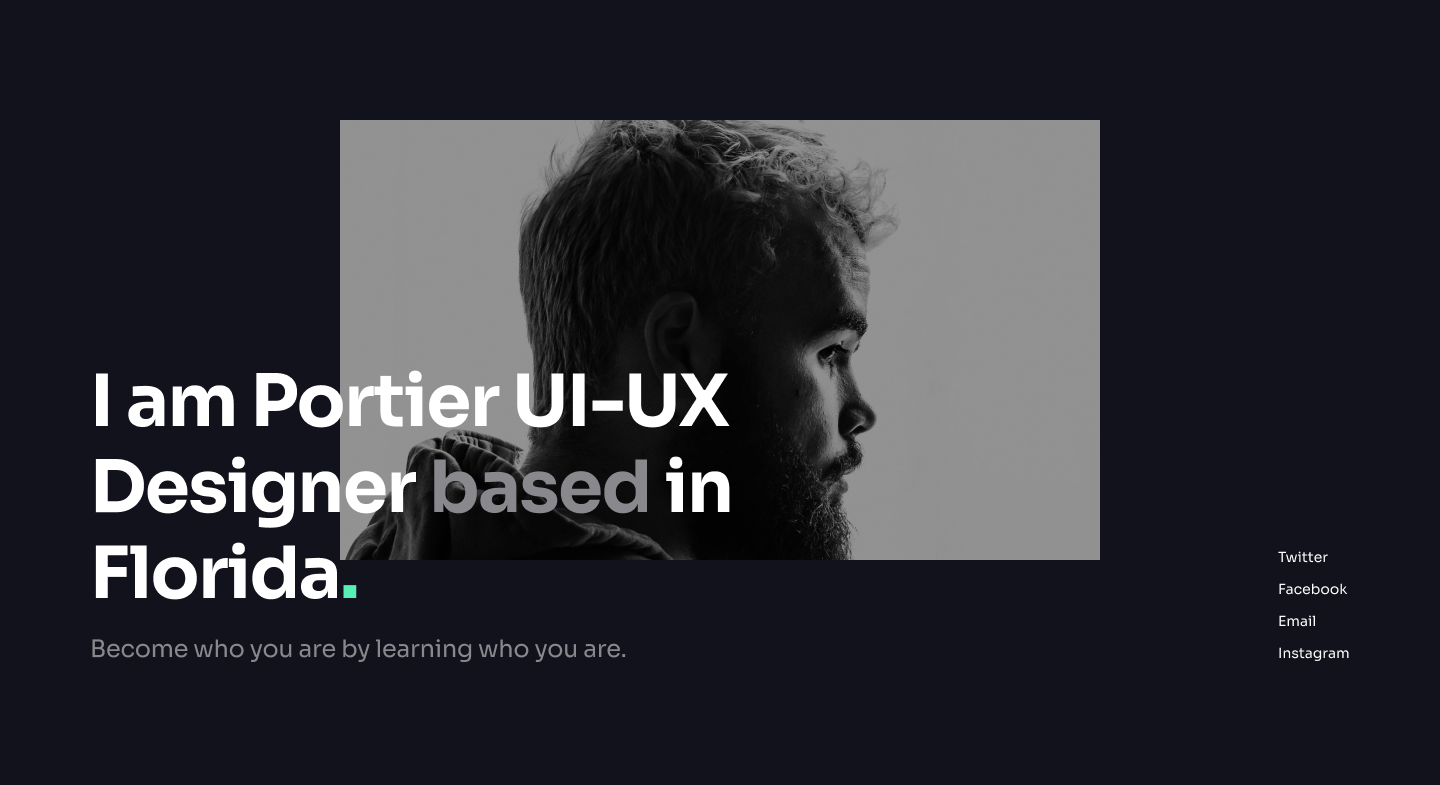 I am Portier UI-UX
Designer based in
Florida.
Become who you are by learning who you are.
Twitter
Facebook
Email
Instagram